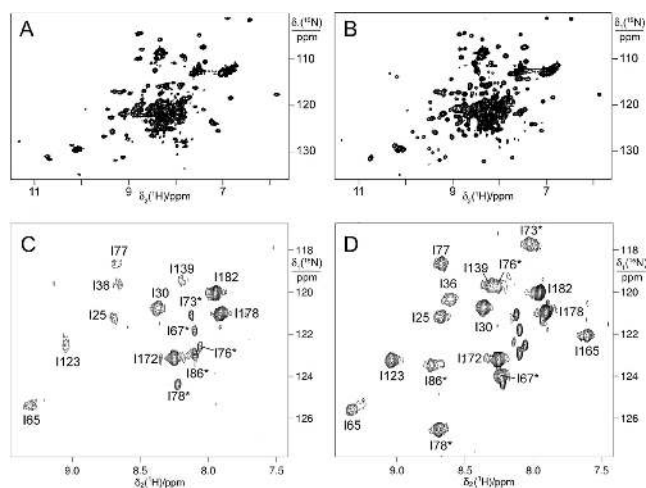 A
B
δ₁(¹⁵N)
ppm
δ₁(¹⁵N)
ppm
110
110
120
120
130
130
11 9 7
11 9 7
δ₂(¹H)/ppm
δ₂(¹H)/ppm
C
D
I73*
118
118
I77
I139
I77
I139 I76*
δ₁(¹⁵N)
ppm
δ₁(¹⁵N)
ppm
I36
I182
I36
I182
120
120
I30
I73*
I30
I25
I178
I25
I178
I67*
I165
122
122
I123
I172
I76*
I123
I172
I86*
I86*
I67*
124
124
I78*
I65
I65
I78*
126
126
9.0 8.5 8.0
9.0 8.5 8.0 7.5
δ₂(¹H)/ppm
δ₂(¹H)/ppm